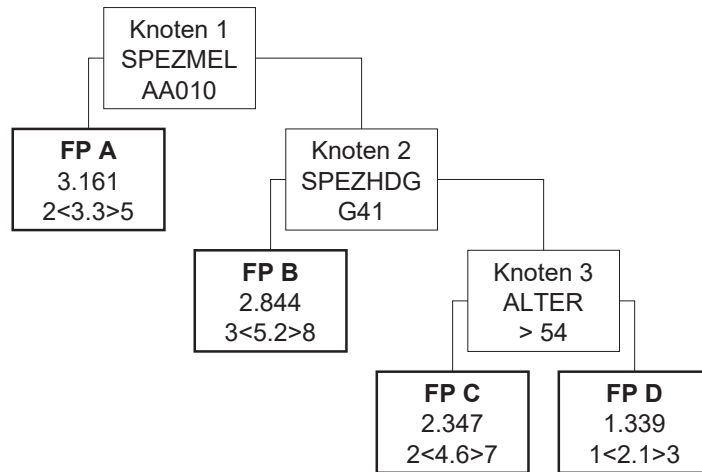 Knoten 1
SPEZMEL
AA010
FP A
3.161
2<3.3>5
Knoten 2
SPEZHDG
G41
FP B
2.844
3<5.2>8
Knoten 3
ALTER
> 54
FP C
2.347
2<4.6>7
FP D
1.339
1<2.1>3